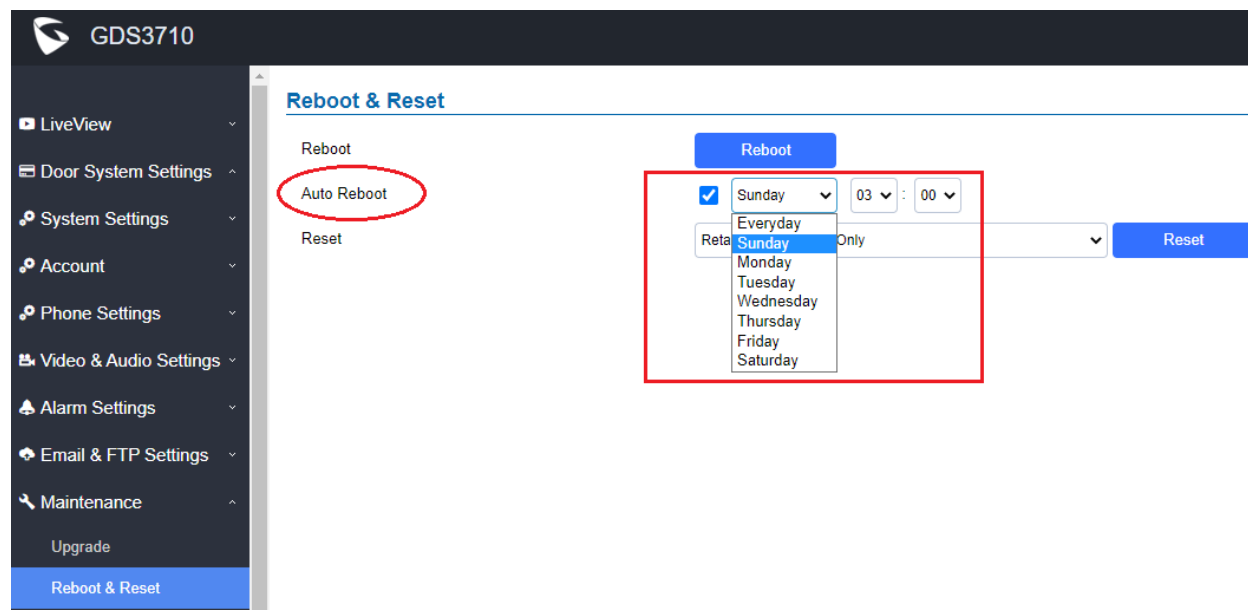 GDS3710
LiveView
Door System Settings
System Settings
Account
Phone Settings
Video & Audio Settings
Alarm Settings
Email & FTP Settings
Maintenance
Upgrade
Reboot & Reset
Reboot & Reset
Reboot Reboot
Auto Reboot Sunday 03 : 00
Everyday
Sunday
Monday
Tuesday
Wednesday
Thursday
Friday
Saturday
Reset Only Reset